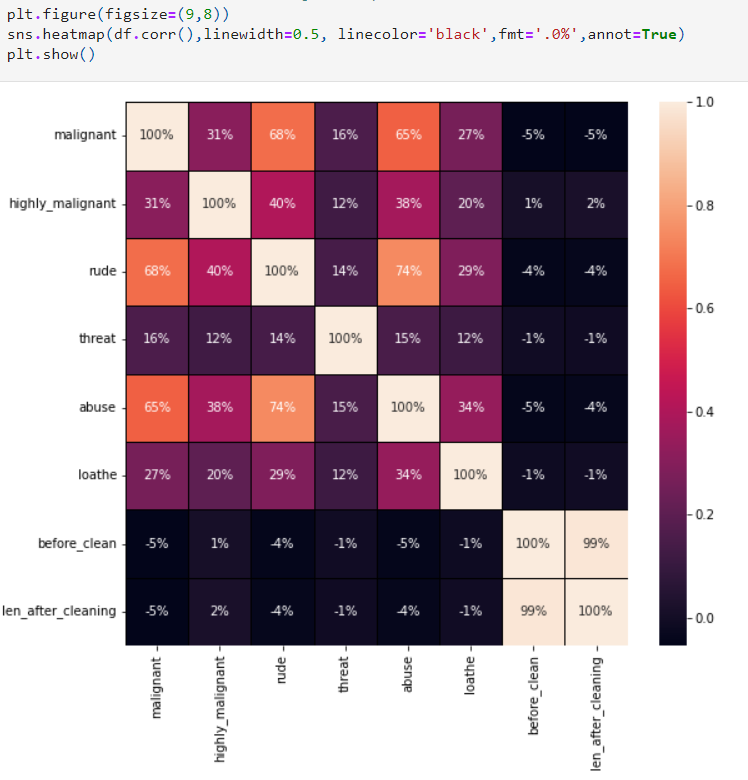 plt.figure(figsize=(9,8))
sns.heatmap(df.corr(),linewidth=0.5, linecolor='black',fmt='.0%',annot=True)
plt.show()
malignant 100% 31% 68% 16% 65% 27% -5% -5%
highly_malignant 31% 100% 40% 12% 38% 20% 1% 2%
rude 68% 40% 100% 14% 74% 29% -4% -4%
threat 16% 12% 14% 100% 15% 12% -1% -1%
abuse 65% 38% 74% 15% 100% 34% -5% -4%
loathe 27% 20% 29% 12% 34% 100% -1% -1%
before_clean -5% 1% -4% -1% -5% -1% 100% 99%
len_after_cleaning -5% 2% -4% -1% -4% -1% 99% 100%
malignant
highly_malignant
rude
threat
abuse
loathe
before_clean
len_after_cleaning
1.0
0.8
0.6
0.4
0.2
0.0